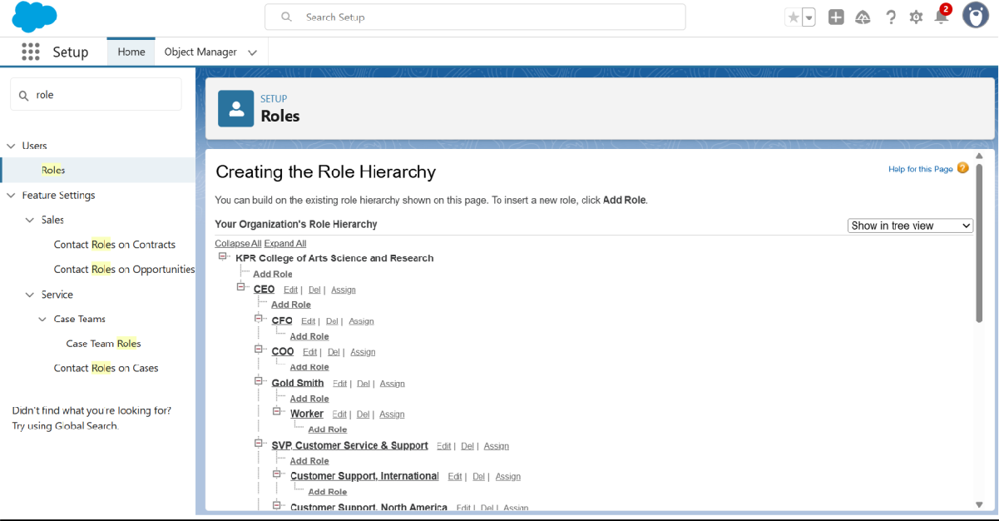 Search Setup
2
Setup
Home
Object Manager
role
Users
Roles
Feature Settings
Sales
Contact Roles on Contracts
Contact Roles on Opportunities
Service
Case Teams
Case Team Roles
Contact Roles on Cases
Didn't find what you're looking for?
Try using Global Search.
SETUP
Roles
Creating the Role Hierarchy
Help for this Page ?
You can build on the existing role hierarchy shown on this page. To insert a new role, click Add Role.
Your Organization's Role Hierarchy
Show in tree view
Collapse All Expand All
KPR College of Arts Science and Research
Add Role
CEO Edit | Del | Assign
Add Role
CFO Edit | Del | Assign
Add Role
COO Edit | Del | Assign
Add Role
Gold Smith Edit | Del | Assign
Add Role
Worker Edit | Del | Assign
Add Role
SVP, Customer Service & Support Edit | Del | Assign
Add Role
Customer Support, International Edit | Del | Assign
Add Role
Customer Support, North America Edit | Del | Assign